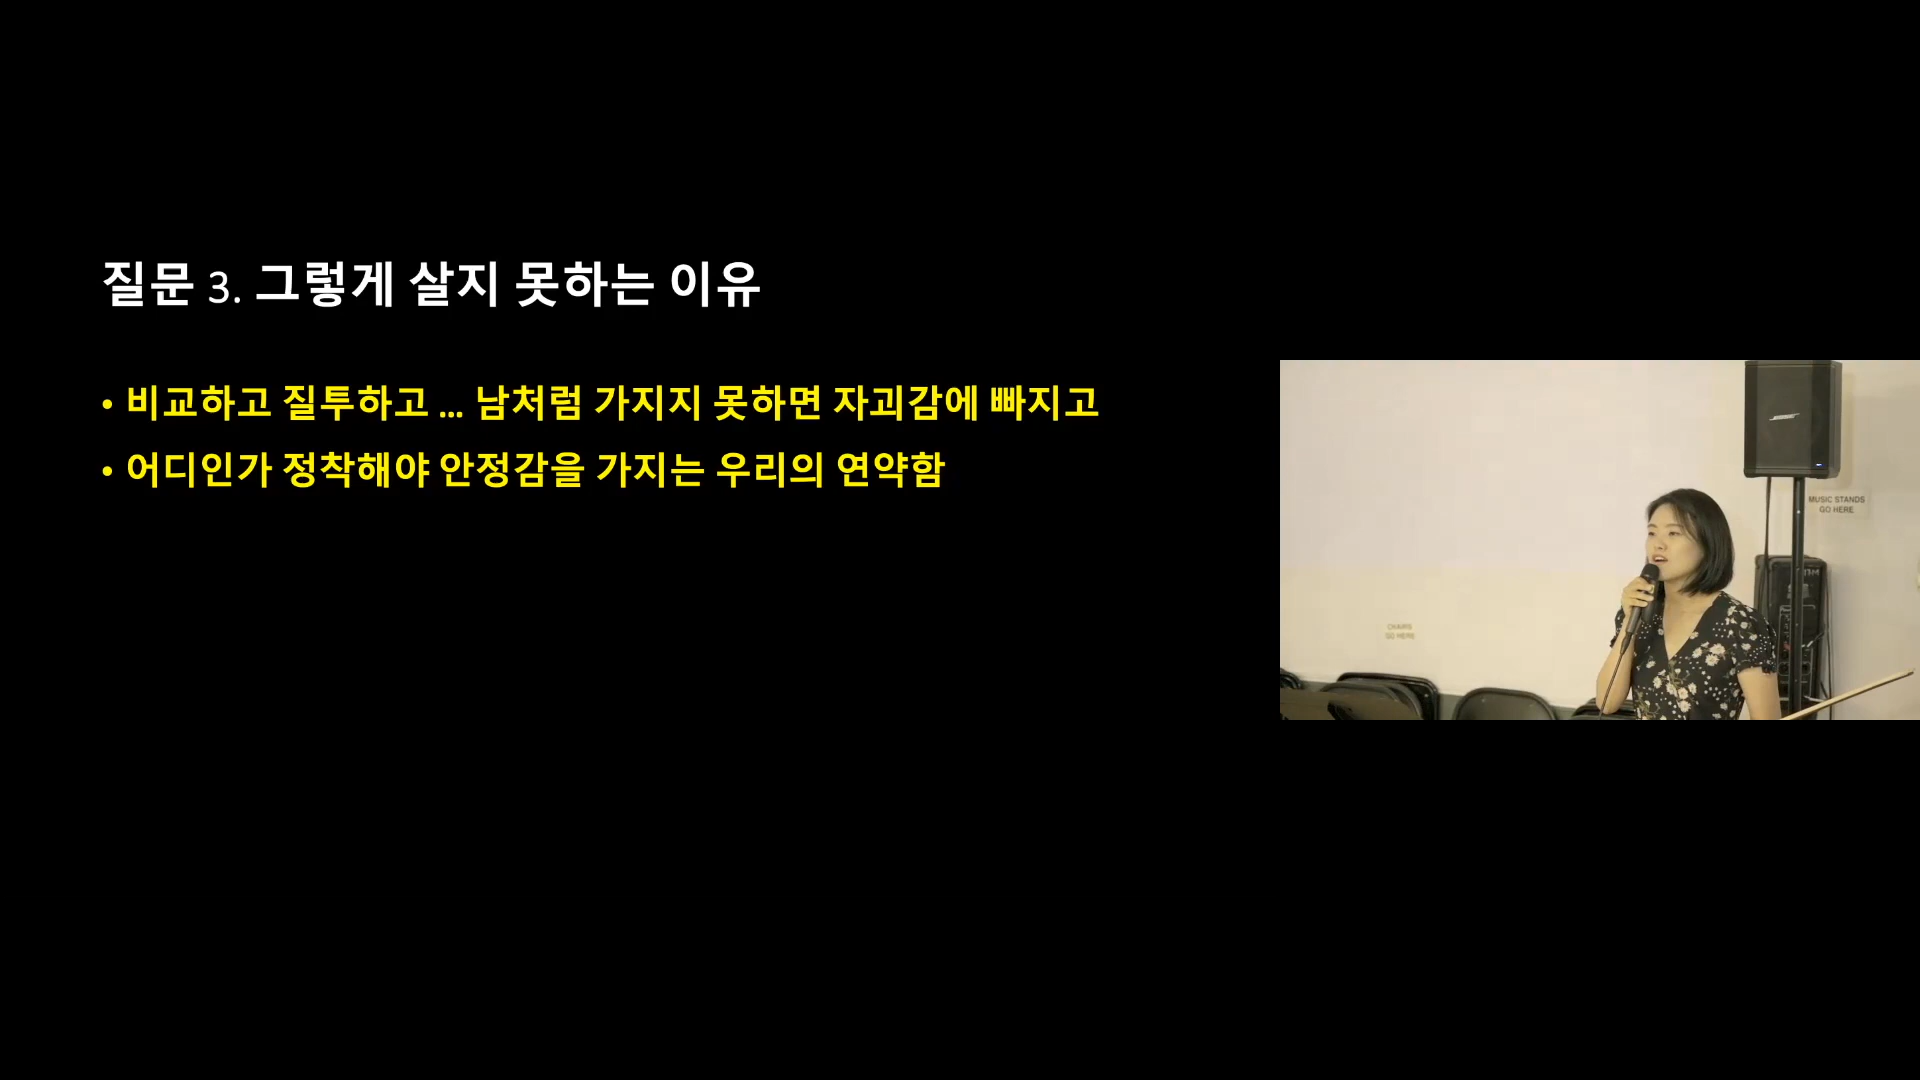 질문 3. 그렇게 살지 못하는 이유
• 비교하고 질투하고 ... 남처럼 가지지 못하면 자괴감에 빠지고
• 어디인가 정착해야 안정감을 가지는 우리의 연약함
MUSIC STANDS
GO HERE
CHAIRS
GO HERE